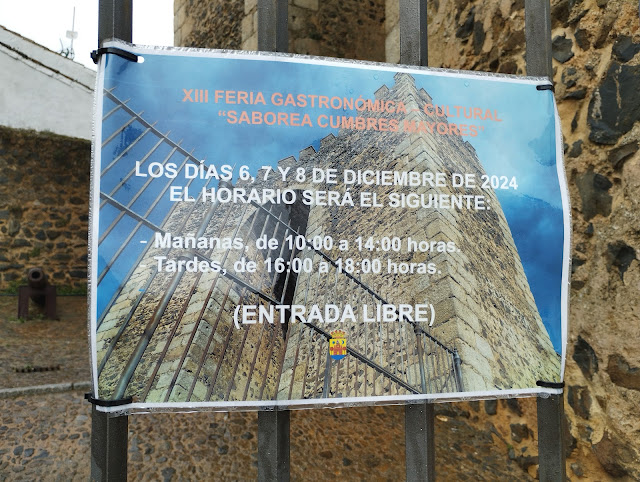 XIII FERIA GASTRONÓMICA - CULTURAL
“SABOREA CUMBRES MAYORES”
LOS DÍAS 6, 7 Y 8 DE DICIEMBRE DE 2024
EL HORARIO SERÁ EL SIGUIENTE:
- Mañanas, de 10:00 a 14:00 horas.
Tardes, de 16:00 a 18:00 horas.
(ENTRADA LIBRE)